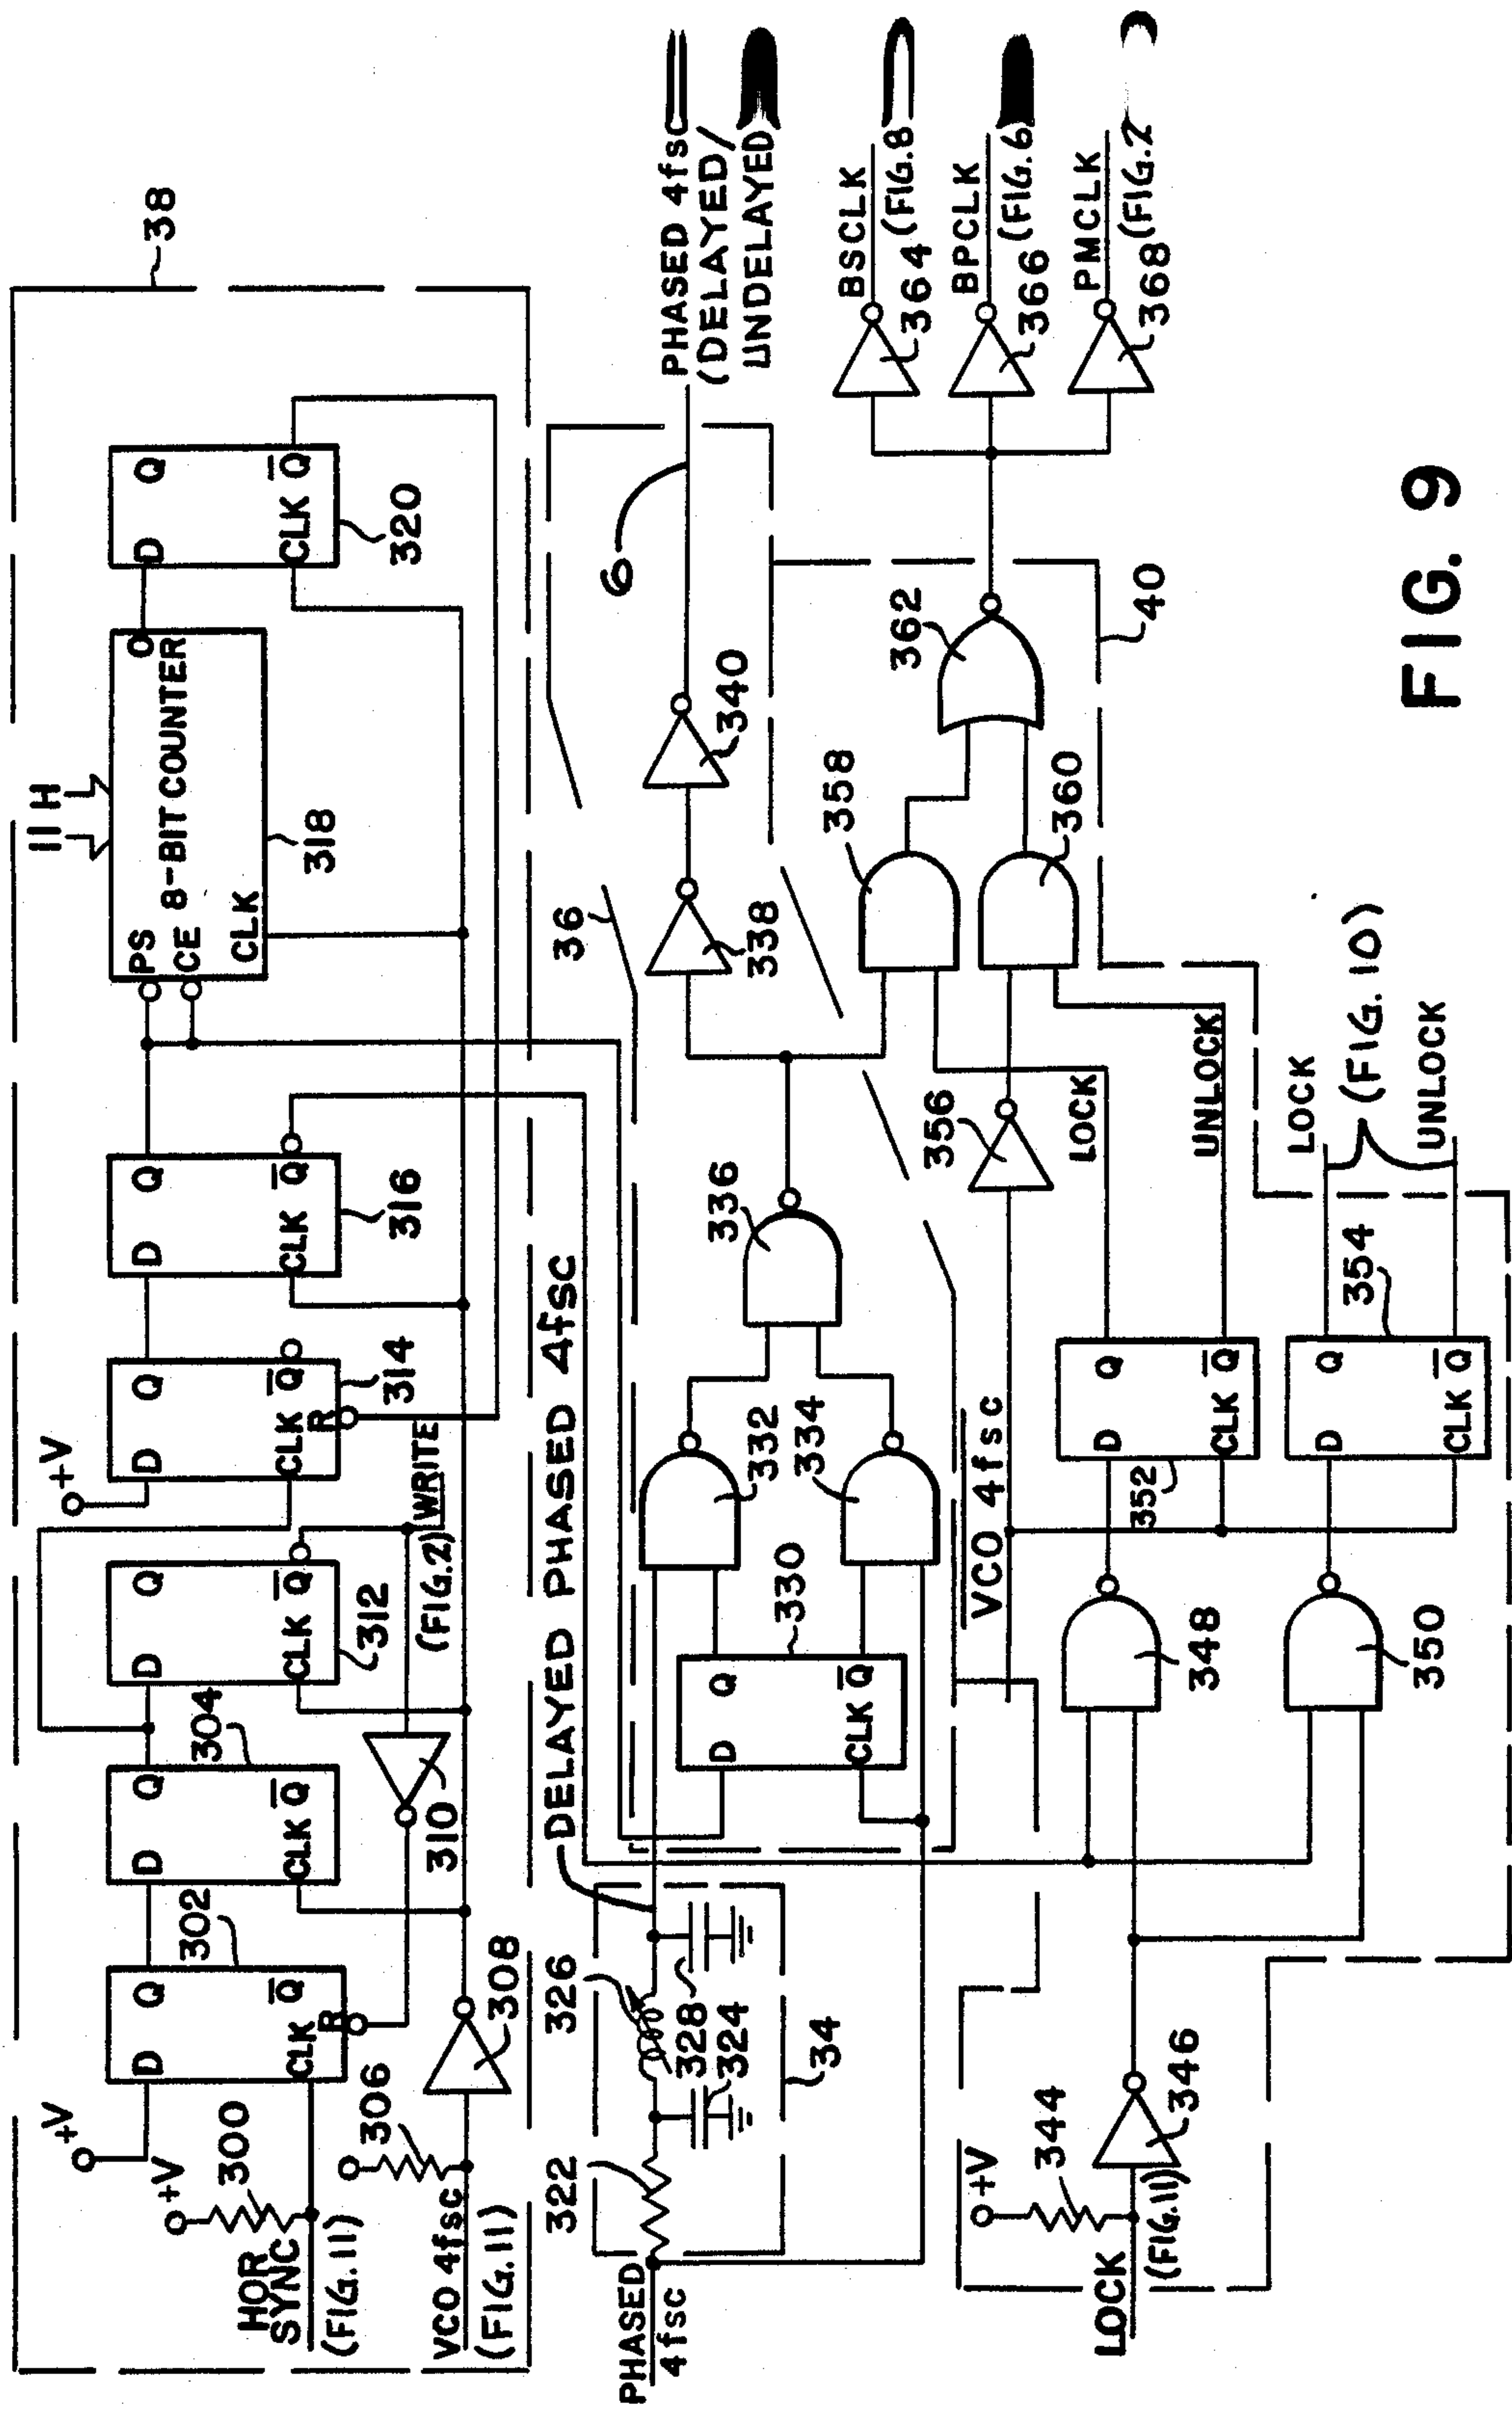 38
11 H
+V
D
Q
Q
CLK
R
302
+V
300
HOR
SYNC
(FIG.11)
VCO 4fsc
(FIG.11)
306
308
D
Q
CLK
Q
304
310
D
Q
CLK
Q
312
WRITE
(FIG.2)
+V
D
Q
CLK
Q
R
314
D
Q
CLK
Q
316
PS
CE
CLK
8-BIT COUNTER
O
318
D
Q
CLK
Q
320
DELAYED PHASED 4fsc
PHASED
4fsc
322
326
328
324
34
D
Q
CLK
Q
330
332
334
336
36
338
340
6
PHASED 4fsc
(DELAYED/
UNDELAYED
VCO 4fsc
356
358
360
362
40
LOCK
UNLOCK
BSCLK
364 (FIG.8)
BPCLK
366 (FIG.6)
PMCLK
368 (FIG.2
+V
344
LOCK
(FIG.11)
346
348
350
D
Q
CLK
Q
352
D
Q
CLK
Q
354
LOCK
(FIG. 10)
UNLOCK
FIG. 9